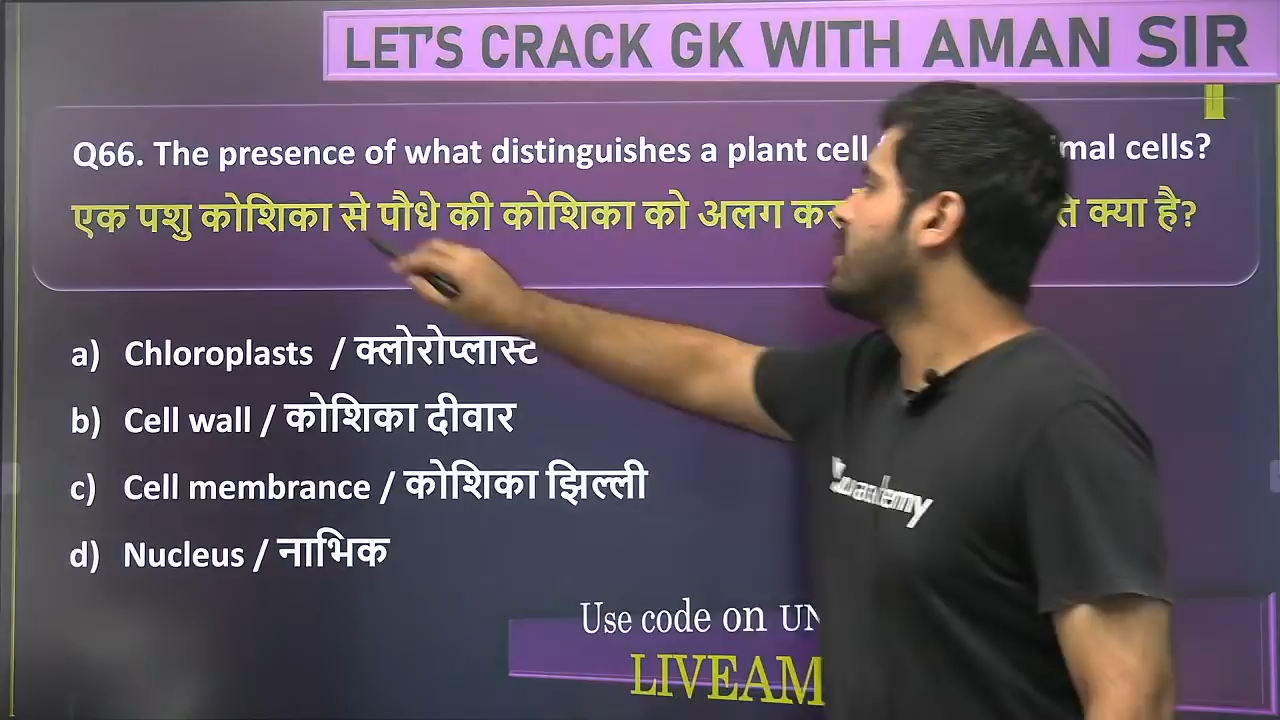 LET'S CRACK GK WITH AMAN SIR
Q66. The presence of what distinguishes a plant cell mal cells?
एक पशु कोशिका से पौधे की कोशिका को अलग क्या है?
a) Chloroplasts / क्लोरोप्लास्ट
b) Cell wall / कोशिका दीवार
c) Cell membrance / कोशिका झिल्ली
d) Nucleus / नाभिक
Use code on UN
LIVEAM